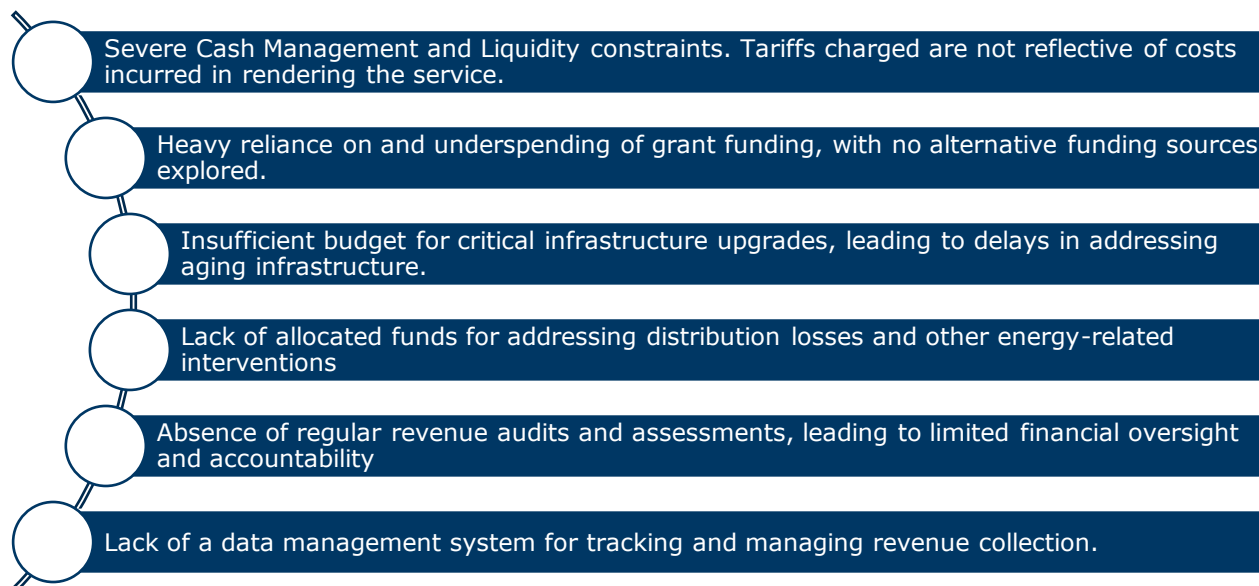 Severe Cash Management and Liquidity constraints. Tariffs charged are not reflective of costs
incurred in rendering the service.
Heavy reliance on and underspending of grant funding, with no alternative funding sources
explored.
Insufficient budget for critical infrastructure upgrades, leading to delays in addressing
aging infrastructure.
Lack of allocated funds for addressing distribution losses and other energy-related
interventions
Absence of regular revenue audits and assessments, leading to limited financial oversight
and accountability
Lack of a data management system for tracking and managing revenue collection.